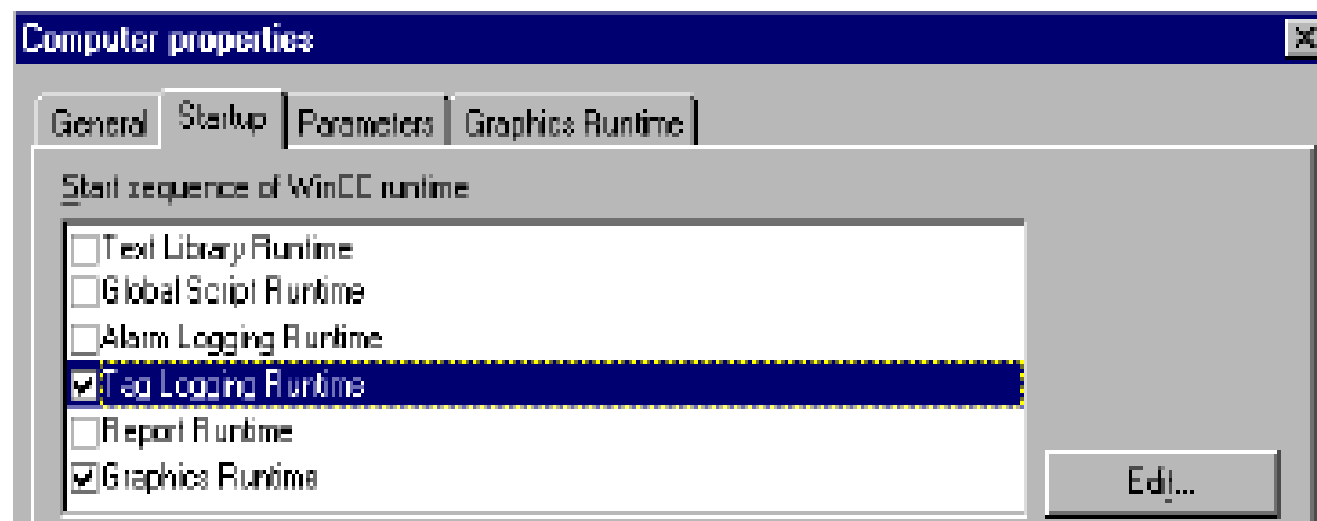 Computer properties
General Startup Parameters Graphics Runtime
Start sequence of WinCC runtime
Text Library Runtime
Global Script Runtime
Alarm Logging Runtime
Tag Logging Runtime
Report Runtime
Graphics Runtime
Edit...